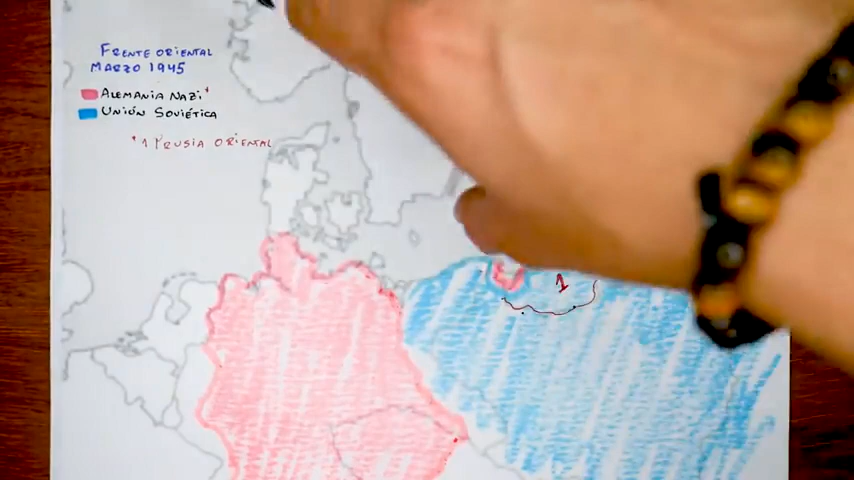 FRENTE ORIENTAL
MARZO 1945
ALEMANIA NAZI*
UNIÓN SOVIÉTICA
*1 PRUSIA ORIENTAL
1